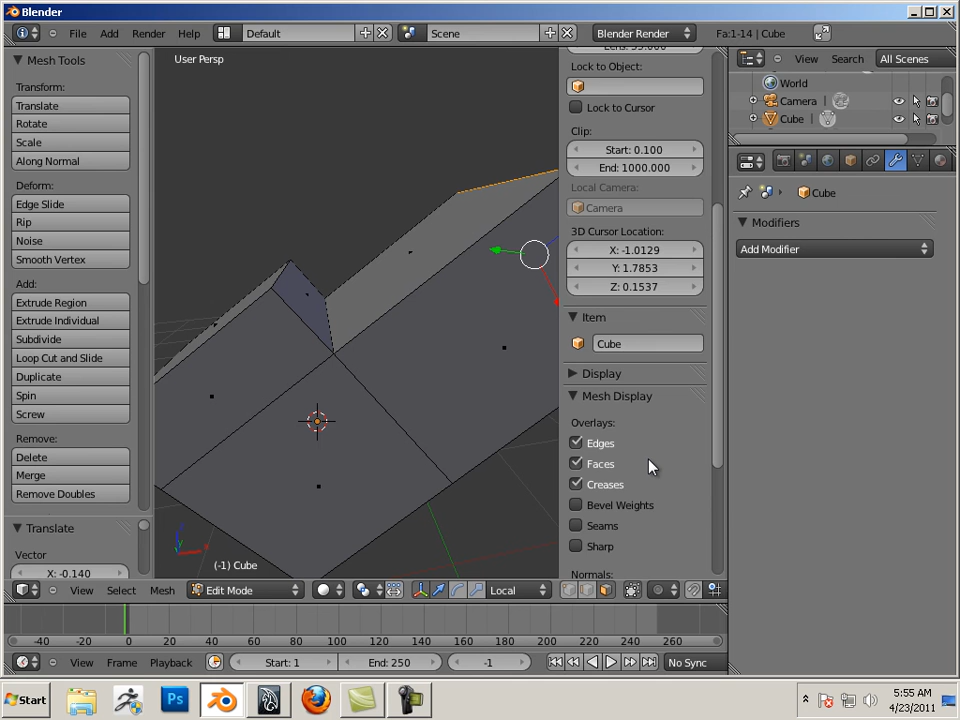 Blender
File Add Render Help Default Scene Blender Render Fa:1-14 | Cube
Mesh Tools
Transform:
Translate
Rotate
Scale
Along Normal
Deform:
Edge Slide
Rip
Noise
Smooth Vertex
Add:
Extrude Region
Extrude Individual
Subdivide
Loop Cut and Slide
Duplicate
Spin
Screw
Remove:
Delete
Merge
Remove Doubles
Translate
Vector
X: -0.140
User Persp
(-1) Cube
Lens: 35.000
Lock to Object:
Lock to Cursor
Clip:
Start: 0.100
End: 1000.000
Local Camera:
Camera
3D Cursor Location:
X: -1.0129
Y: 1.7853
Z: 0.1537
Item
Cube
Display
Mesh Display
Overlays:
Edges
Faces
Creases
Bevel Weights
Seams
Sharp
Normals:
View Search All Scenes
World
Camera
Cube
Cube
Modifiers
Add Modifier
View Select Mesh Edit Mode Local
-40 -20 0 20 40 60 80 100 120 140 160 180 200 220 240 260
View Frame Playback Start: 1 End: 250 -1 No Sync
Start Ps 5:55 AM
4/23/2011